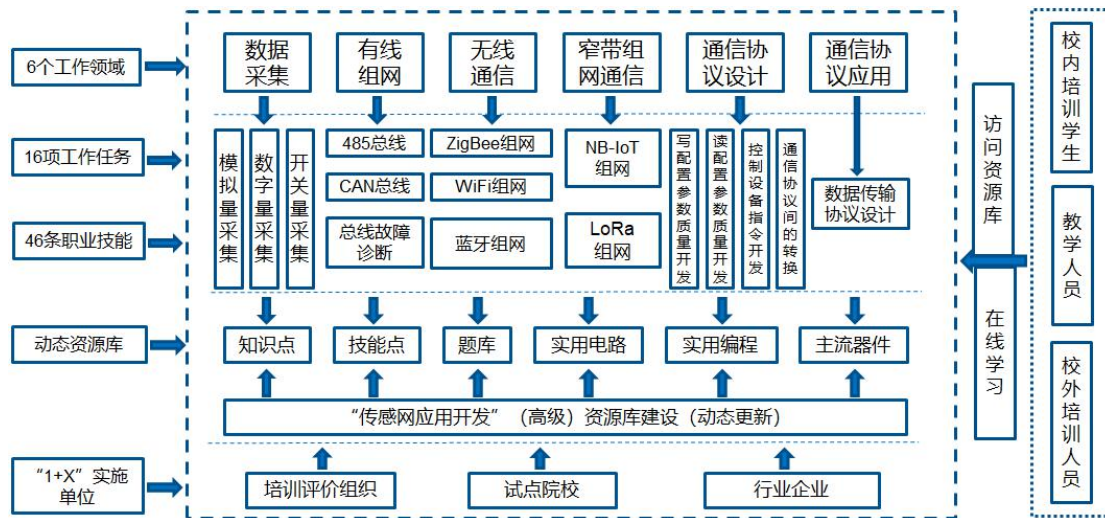 6个工作领域
数据
采集
有线
组网
无线
通信
窄带组
网通信
通信协
议设计
通信协
议应用
16项工作任务
46条职业技能
模拟量采集
数字量采集
开关量采集
485总线
CAN总线
总线故障
诊断
ZigBee组网
WiFi组网
蓝牙组网
NB-IoT
组网
LoRa
组网
写配置参数质量开发
读配置参数质量开发
控制设备指令开发
通信协议间的转换
数据传输
协议设计
动态资源库
知识点
技能点
题库
实用电路
实用编程
主流器件
“传感网应用开发”（高级）资源库建设（动态更新）
“1+X”实施
单位
培训评价组织
试点院校
行业企业
访问资源库
在线学习
校内培训学生
教学人员
校外培训人员